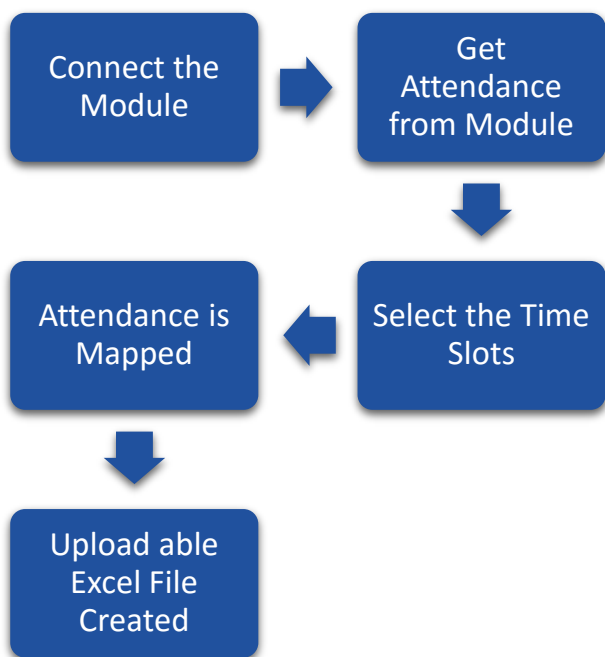 Connect the
Module
Get
Attendance
from Module
Select the Time
Slots
Attendance is
Mapped
Upload able
Excel File
Created